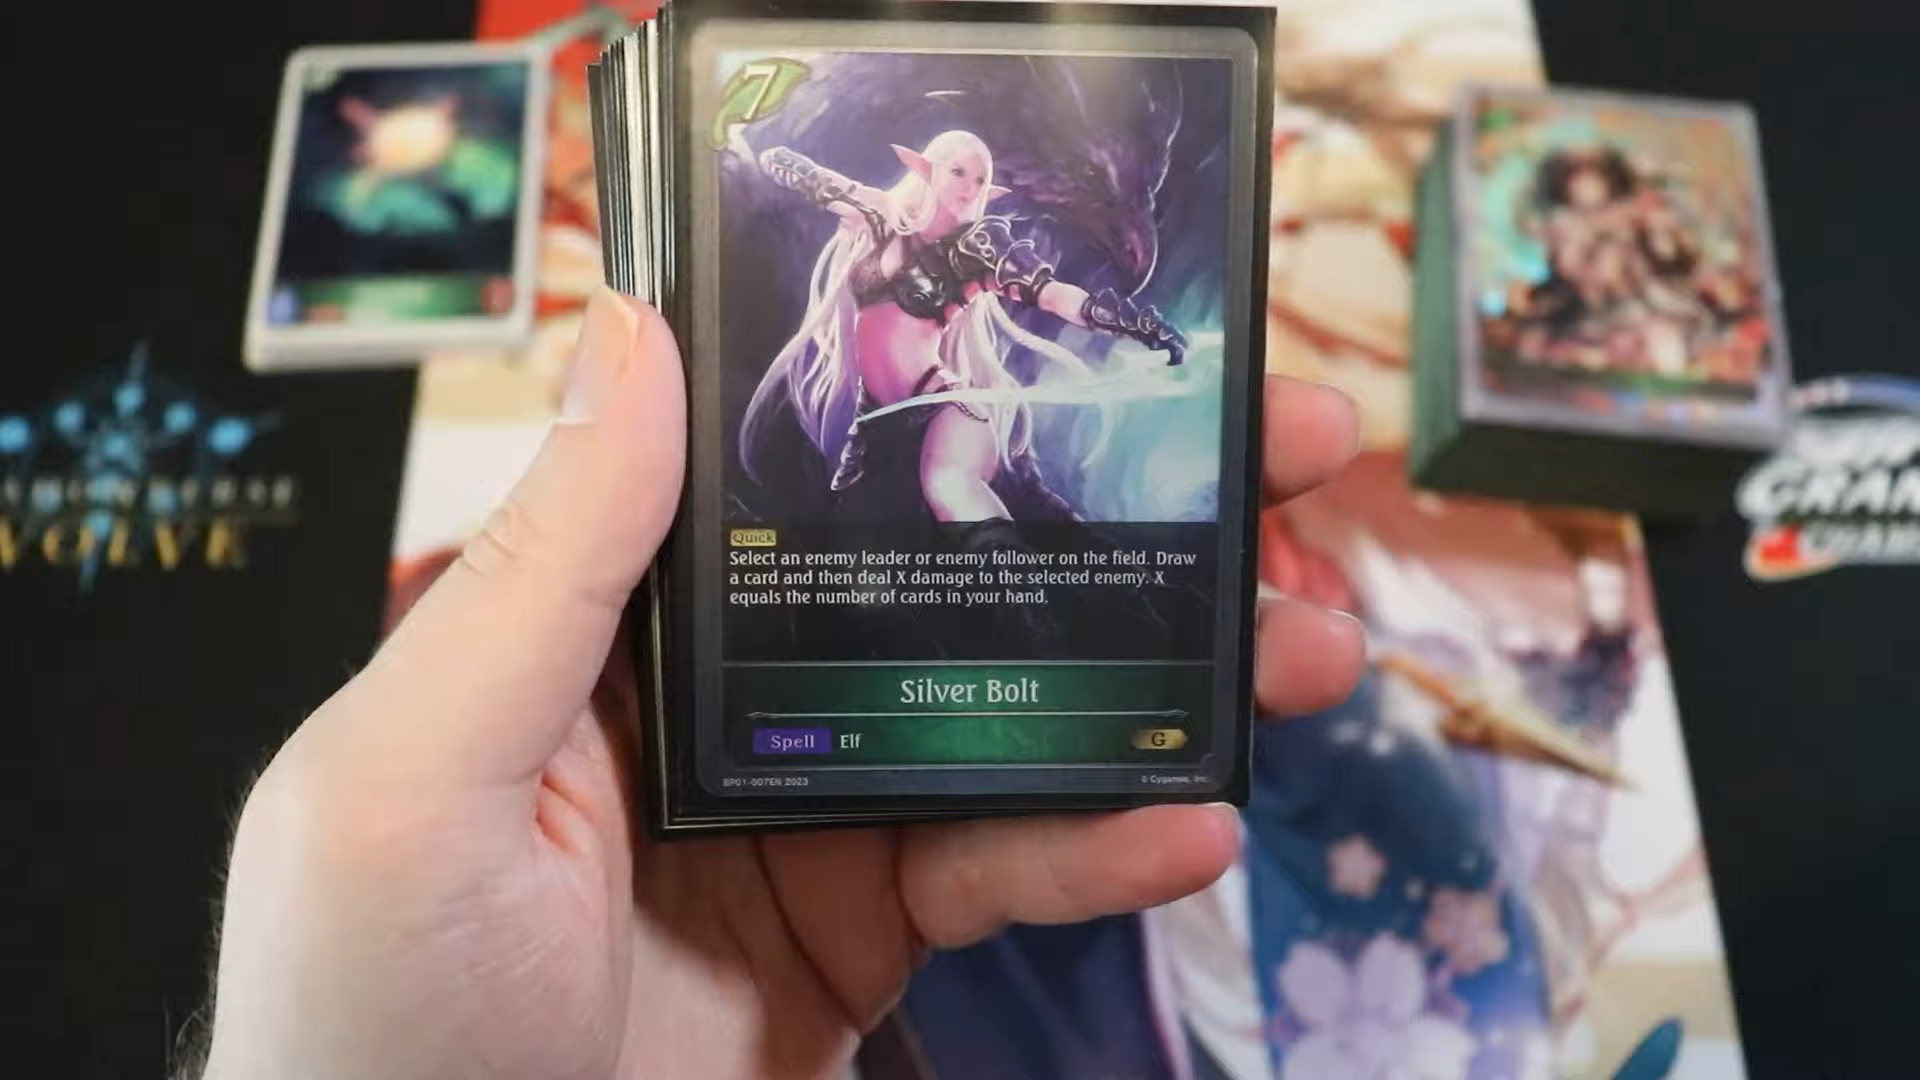 7
Quick
Select an enemy leader or enemy follower on the field. Draw
a card and then deal X damage to the selected enemy. X
equals the number of cards in your hand.
Silver Bolt
Spell Elf G
BP01-007EN 2023 © Cygames, Inc.